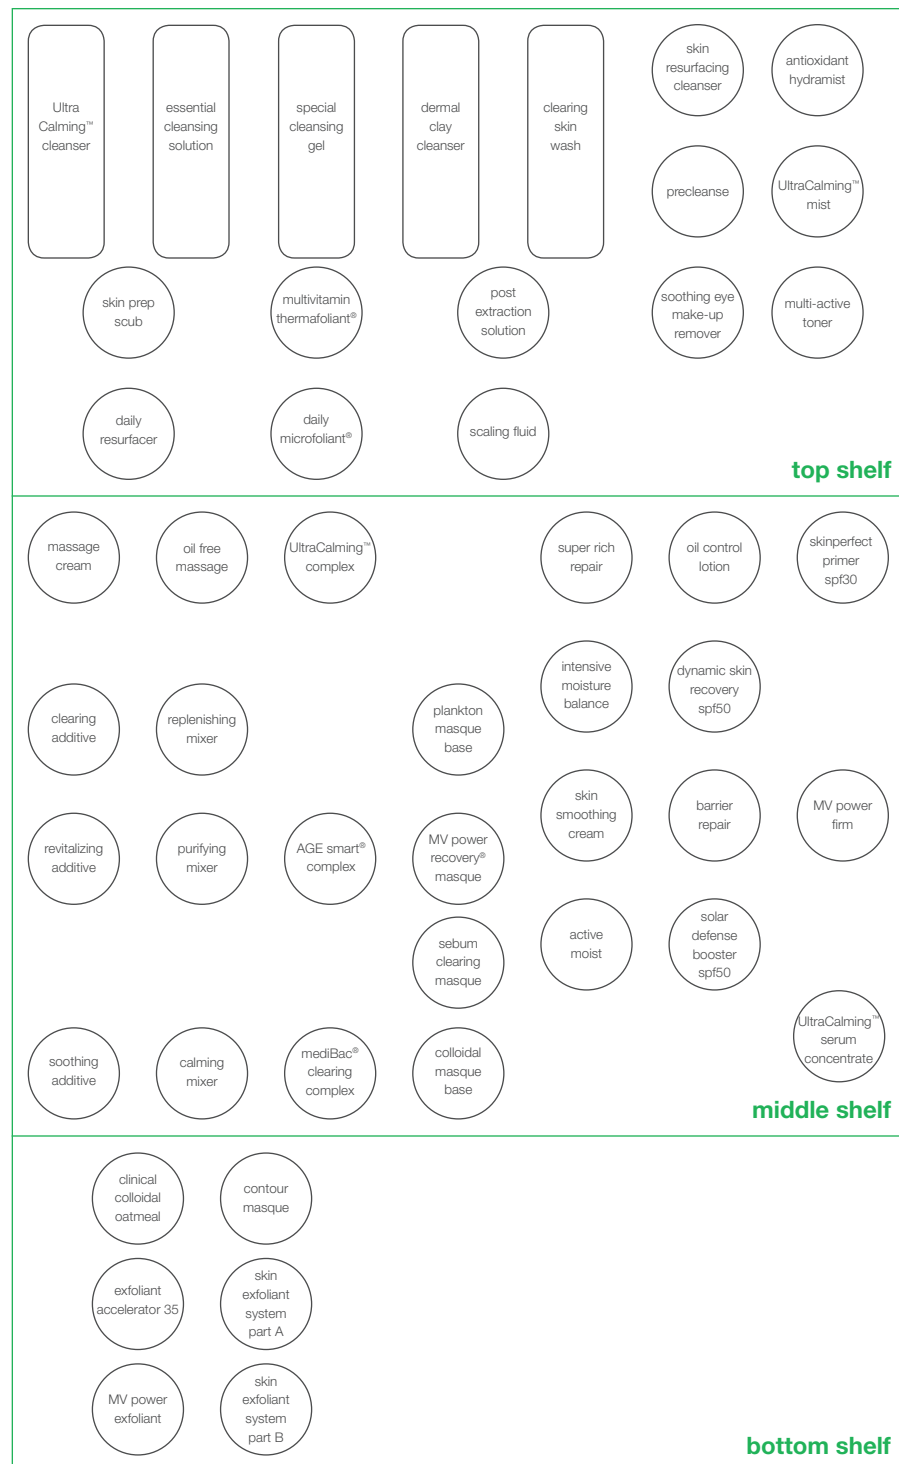 Ultra
Calming™
cleanser
essential
cleansing
solution
special
cleansing
gel
dermal
clay
cleanser
clearing
skin
wash
skin
resurfacing
cleanser
antioxidant
hydramist
precleanse
UltraCalming™
mist
skin prep
scub
multivitamin
thermafoliant®
post
extraction
solution
soothing eye
make-up
remover
multi-active
toner
daily
resurfacer
daily
microfoliant®
scaling fluid
top shelf
massage
cream
oil free
massage
UltraCalming™
complex
super rich
repair
oil control
lotion
skinperfect
primer
spf30
intensive
moisture
balance
dynamic skin
recovery
spf50
clearing
additive
replenishing
mixer
plankton
masque
base
skin
smoothing
cream
barrier
repair
MV power
firm
revitalizing
additive
purifying
mixer
AGE smart®
complex
MV power
recovery®
masque
sebum
clearing
masque
active
moist
solar
defense
booster
spf50
UltraCalming™
serum
concentrate
soothing
additive
calming
mixer
mediBac®
clearing
complex
colloidal
masque
base
middle shelf
clinical
colloidal
oatmeal
contour
masque
exfoliant
accelerator 35
skin
exfoliant
system
part A
MV power
exfoliant
skin
exfoliant
system
part B
bottom shelf